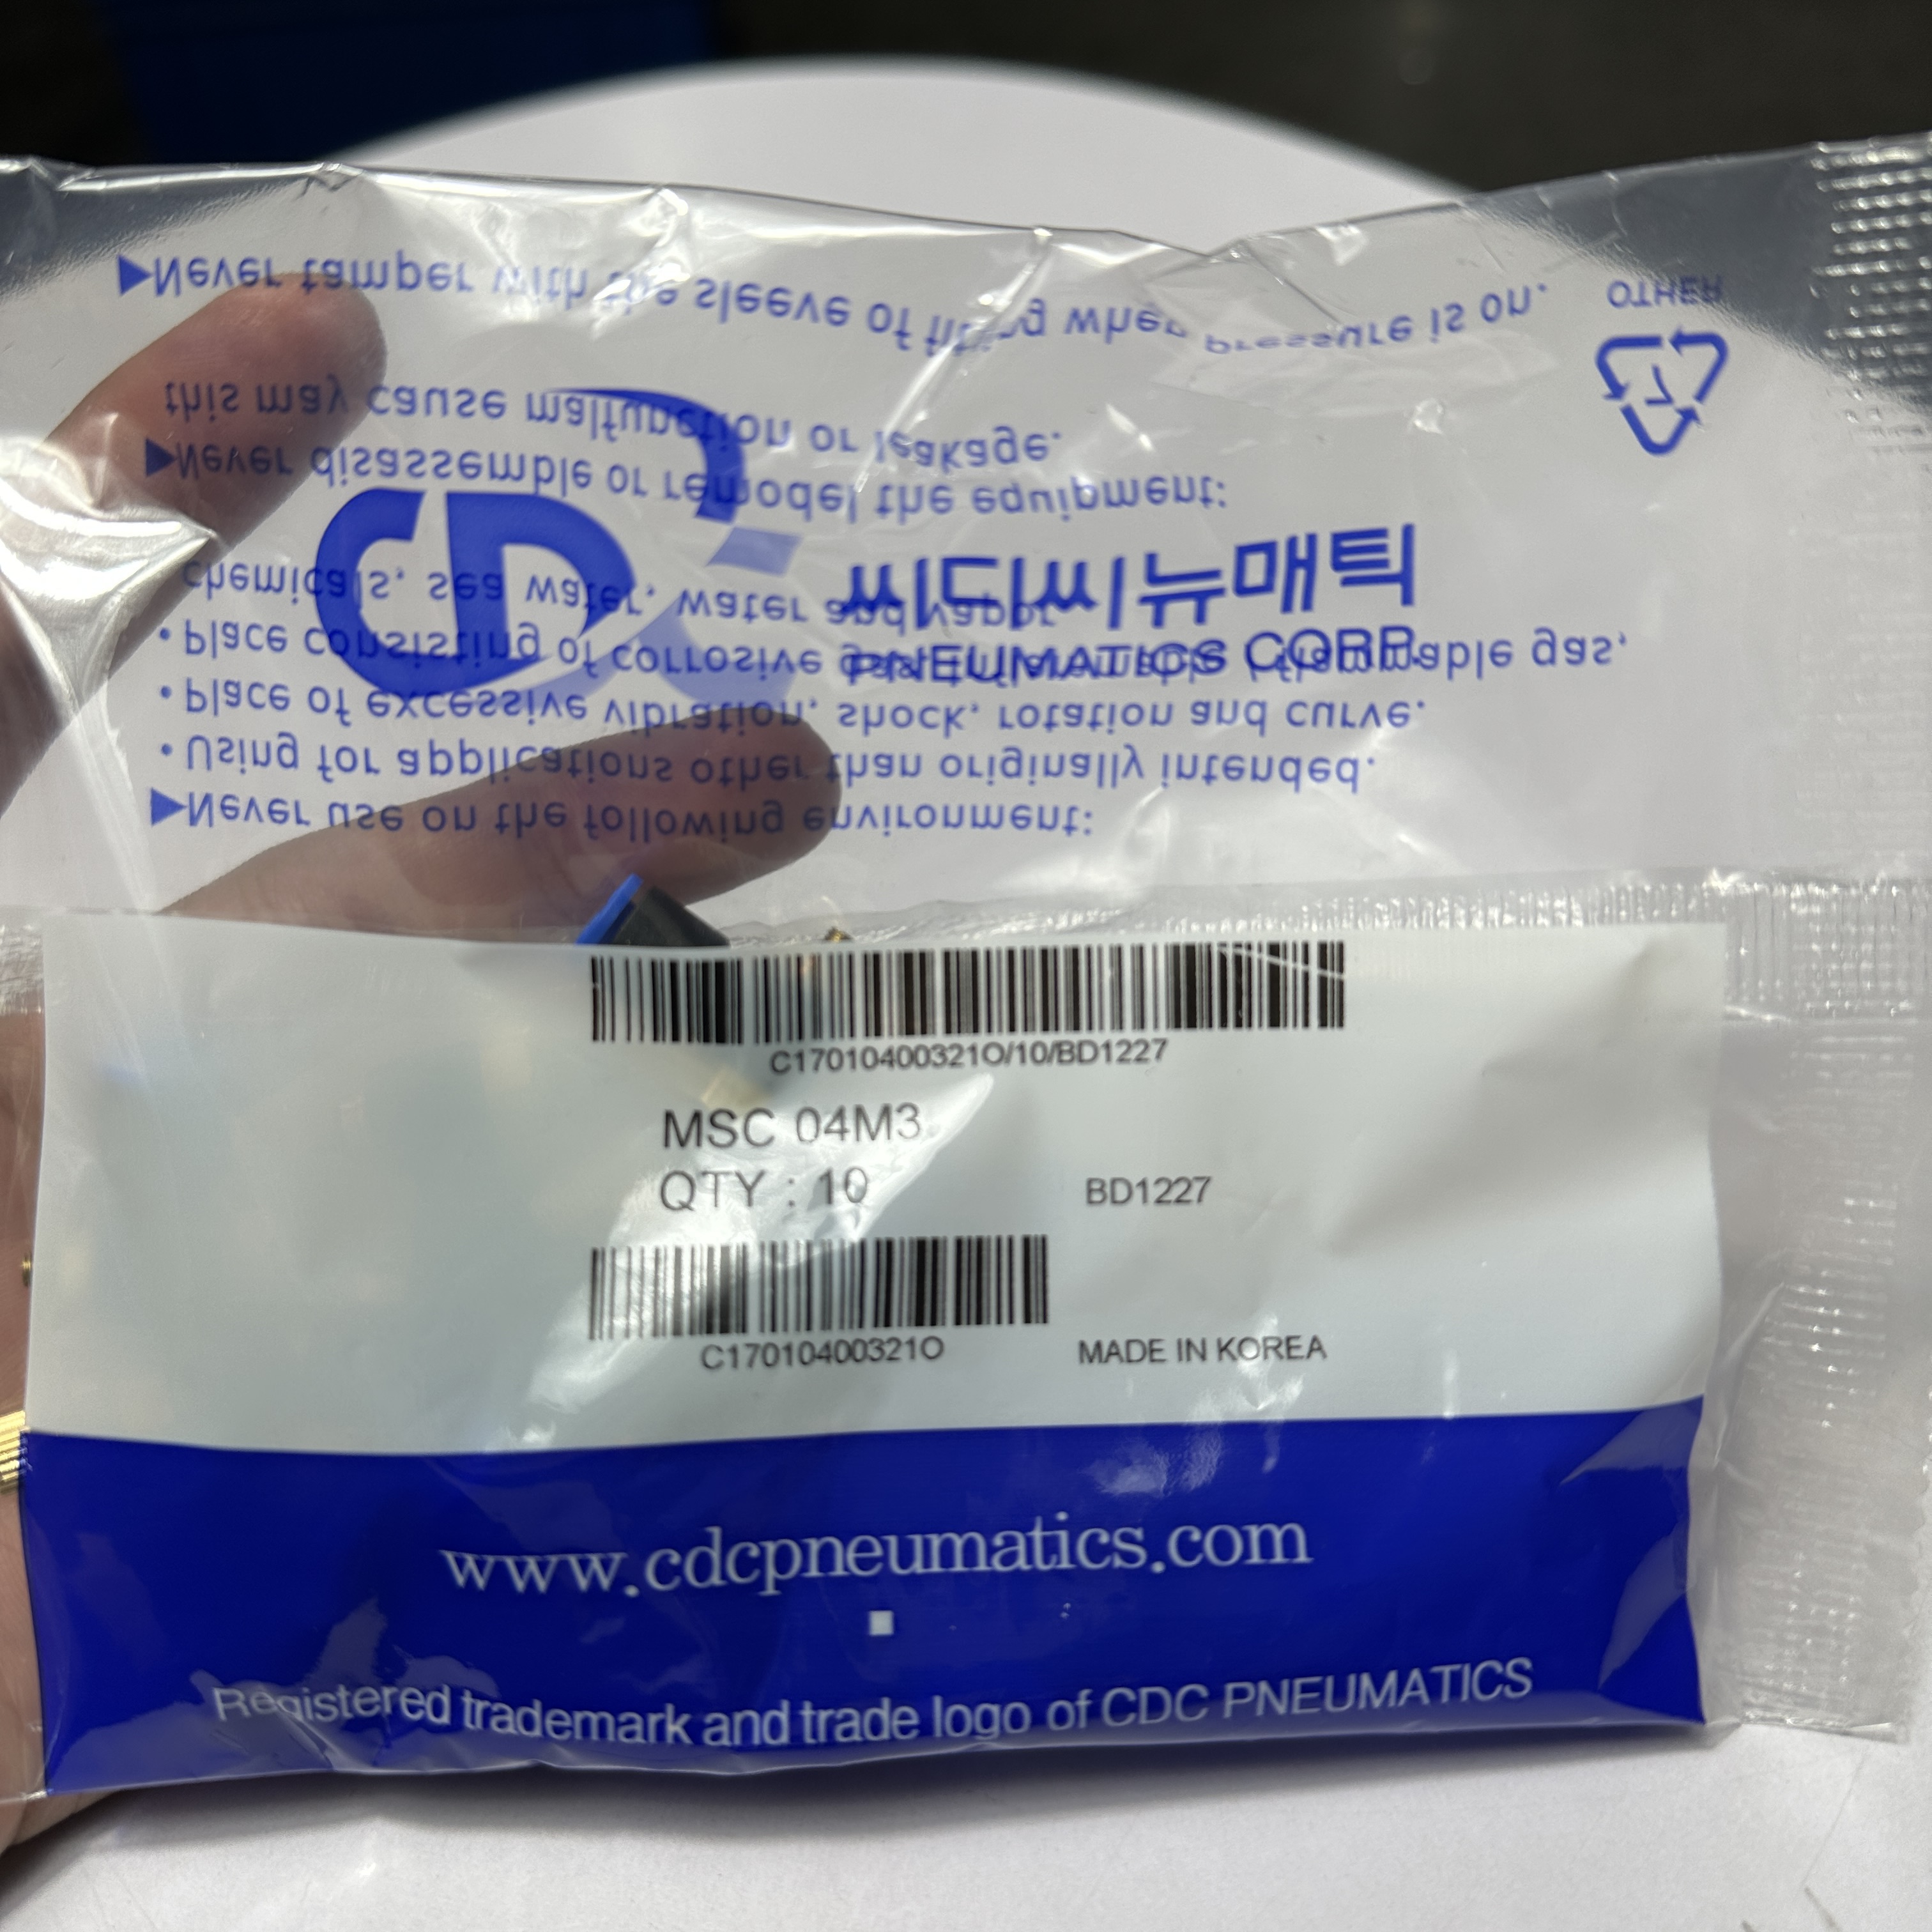 ▶Never tamper with the sleeve of fitting when pressure is on.
OTHER
7
this may cause malfunction or leakage.
▶Never disassemble or remodel the equipment:
CDC
씨디씨뉴매틱
PNEUMATICS CORP.
chemicals, sea water, water and vapor
• Place consisting of corrosive gas, flammable gas,
• Place of excessive vibration, shock, rotation and curve.
• Using for applications other than originally intended.
▶Never use on the following environment:
C17010400321O/10/BD1227
MSC 04M3
QTY : 10
BD1227
C17010400321O
MADE IN KOREA
www.cdcpneumatics.com
Registered trademark and trade logo of CDC PNEUMATICS